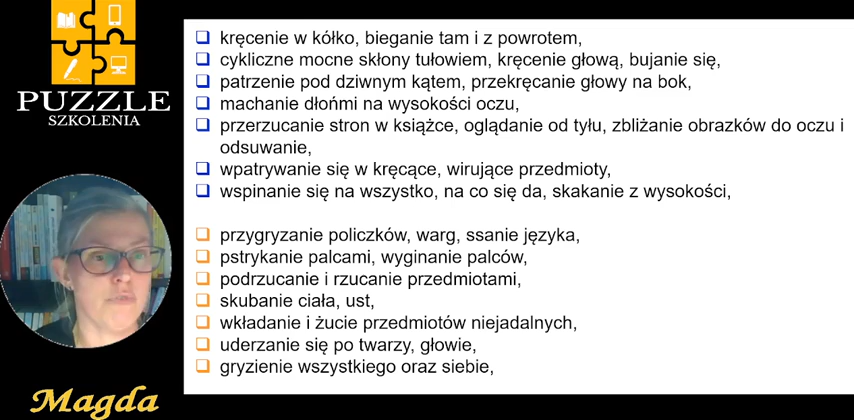 PUZZLE
SZKOLENIA
kręcenie w kółko, bieganie tam i z powrotem,
cykliczne mocne skłony tułowiem, kręcenie głową, bujanie się,
patrzenie pod dziwnym kątem, przekręcanie głowy na bok,
machanie dłońmi na wysokości oczu,
przerzucanie stron w książce, oglądanie od tyłu, zbliżanie obrazków do oczu i
odsuwanie,
wpatrywanie się w kręcące, wirujące przedmioty,
wspinanie się na wszystko, na co się da, skakanie z wysokości,
przygryzanie policzków, warg, ssanie języka,
pstrykanie palcami, wyginanie palców,
podrzucanie i rzucanie przedmiotami,
skubanie ciała, ust,
wkładanie i żucie przedmiotów niejadalnych,
uderzanie się po twarzy, głowie,
gryzienie wszystkiego oraz siebie,
Magda